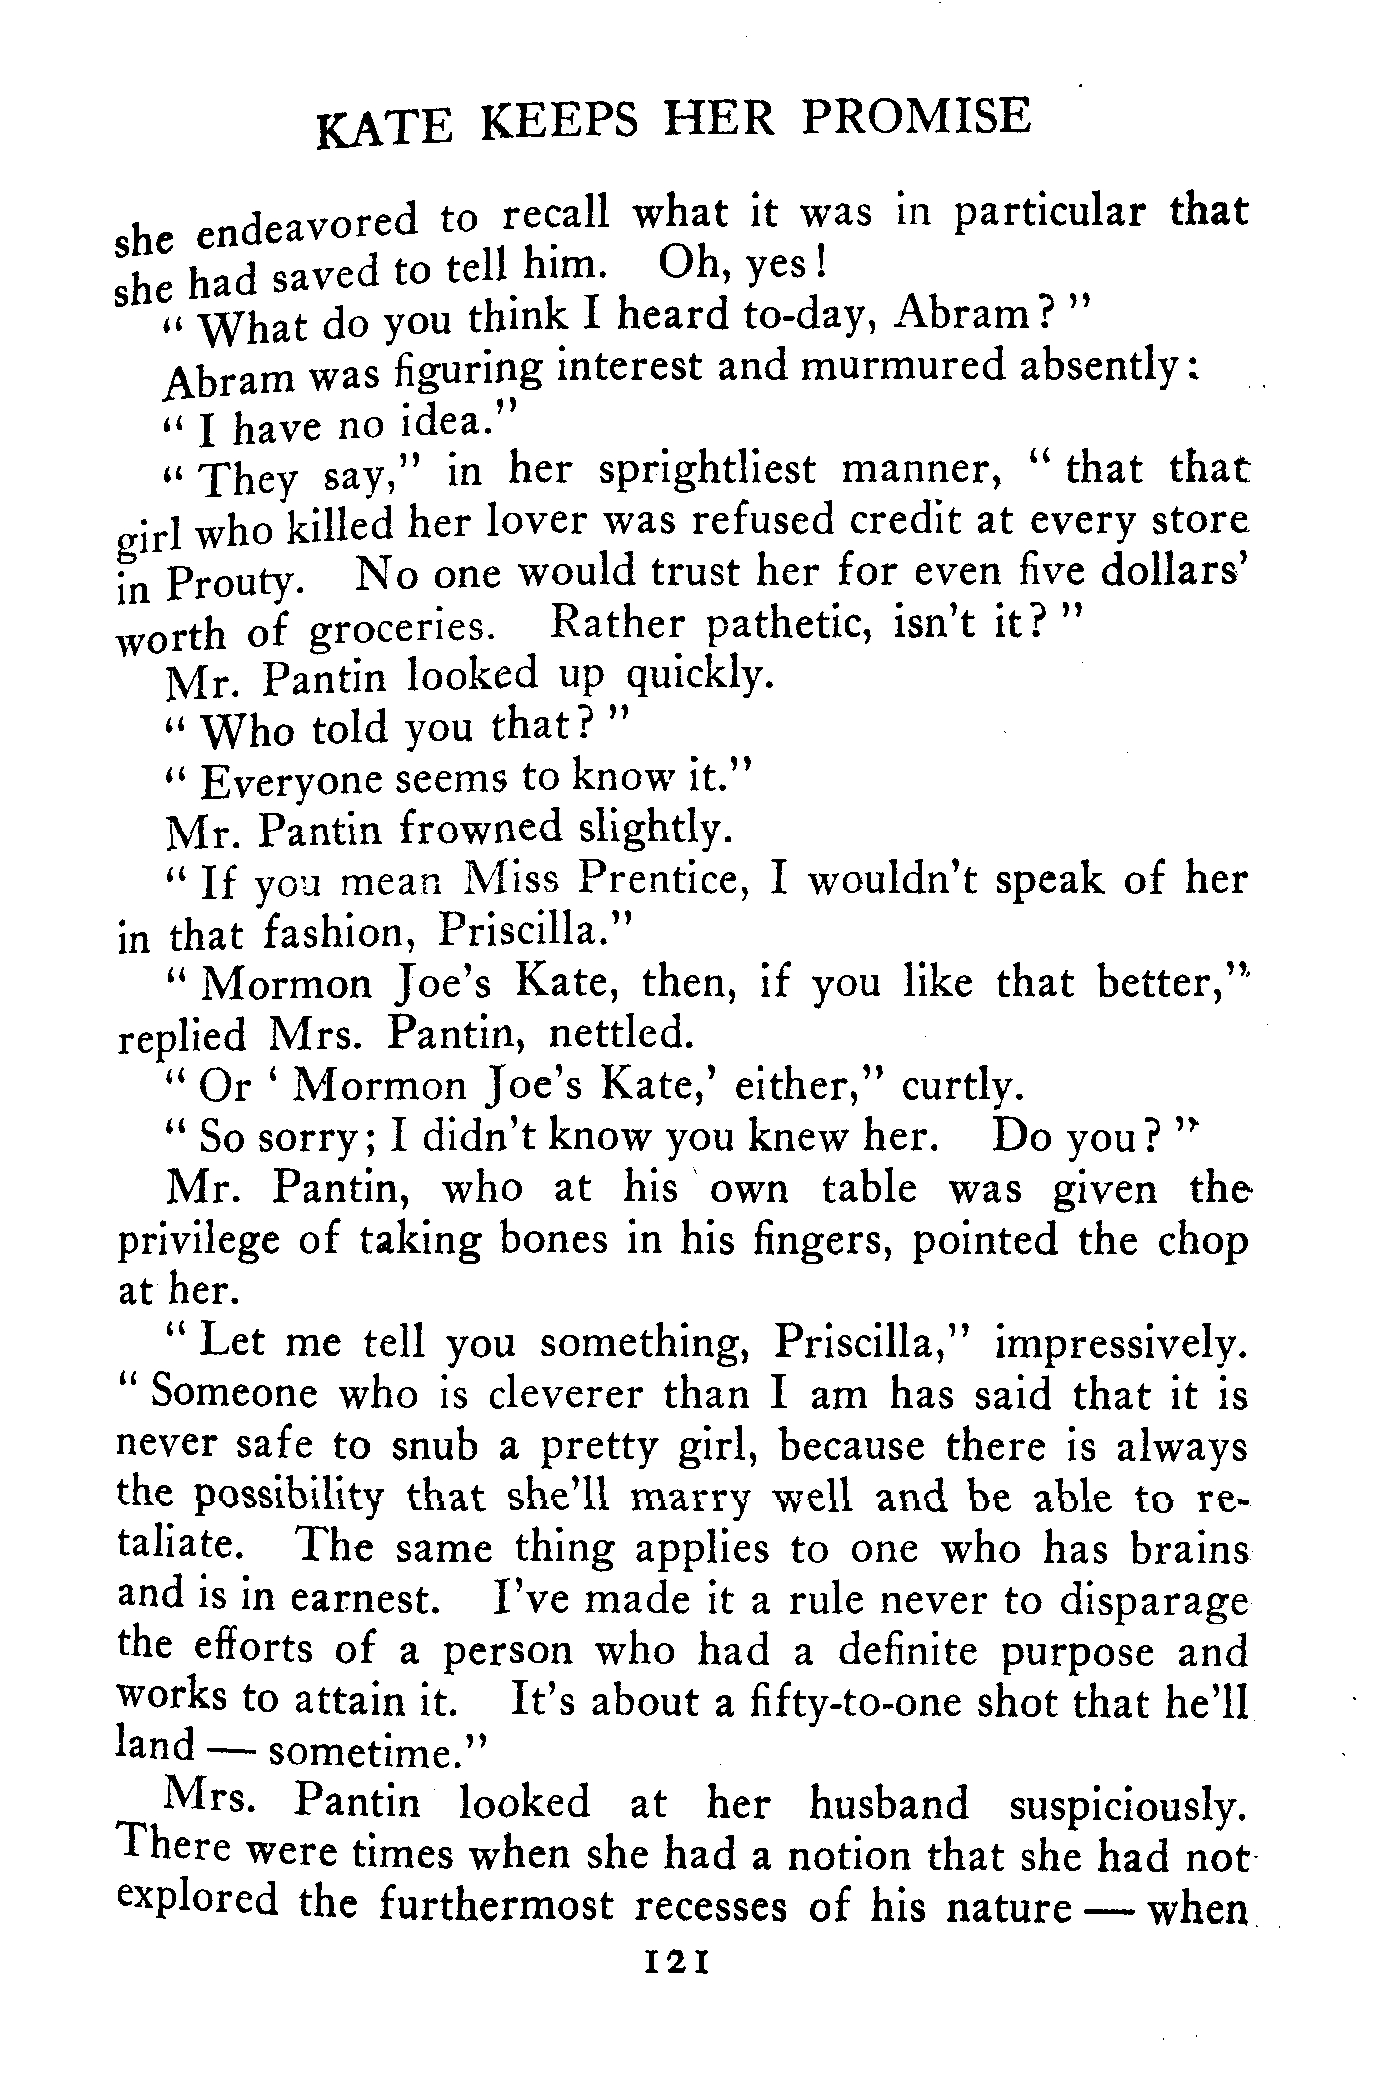 KATE KEEPS HER PROMISE
she endeavored to recall what it was in particular that
she had saved to tell him. Oh, yes!
" What do you think I heard to-day, Abram? "
Abram was figuring interest and murmured absently:
" I have no idea."
" They say," in her sprightliest manner, " that that
girl who killed her lover was refused credit at every store
in Prouty. No one would trust her for even five dollars'
worth of groceries. Rather pathetic, isn't it? "
Mr. Pantin looked up quickly.
" Who told you that? "
" Everyone seems to know it."
Mr. Pantin frowned slightly.
" If you mean Miss Prentice, I wouldn't speak of her
in that fashion, Priscilla."
" Mormon Joe's Kate, then, if you like that better,"
replied Mrs. Pantin, nettled.
" Or ' Mormon Joe's Kate,' either," curtly.
" So sorry; I didn't know you knew her. Do you? "
Mr. Pantin, who at his own table was given the
privilege of taking bones in his fingers, pointed the chop
at her.
" Let me tell you something, Priscilla," impressively.
" Someone who is cleverer than I am has said that it is
never safe to snub a pretty girl, because there is always
the possibility that she'll marry well and be able to re-
taliate. The same thing applies to one who has brains
and is in earnest. I've made it a rule never to disparage
the efforts of a person who had a definite purpose and
works to attain it. It's about a fifty-to-one shot that he'll
land — sometime."
Mrs. Pantin looked at her husband suspiciously.
There were times when she had a notion that she had not
explored the furthermost recesses of his nature — when
121